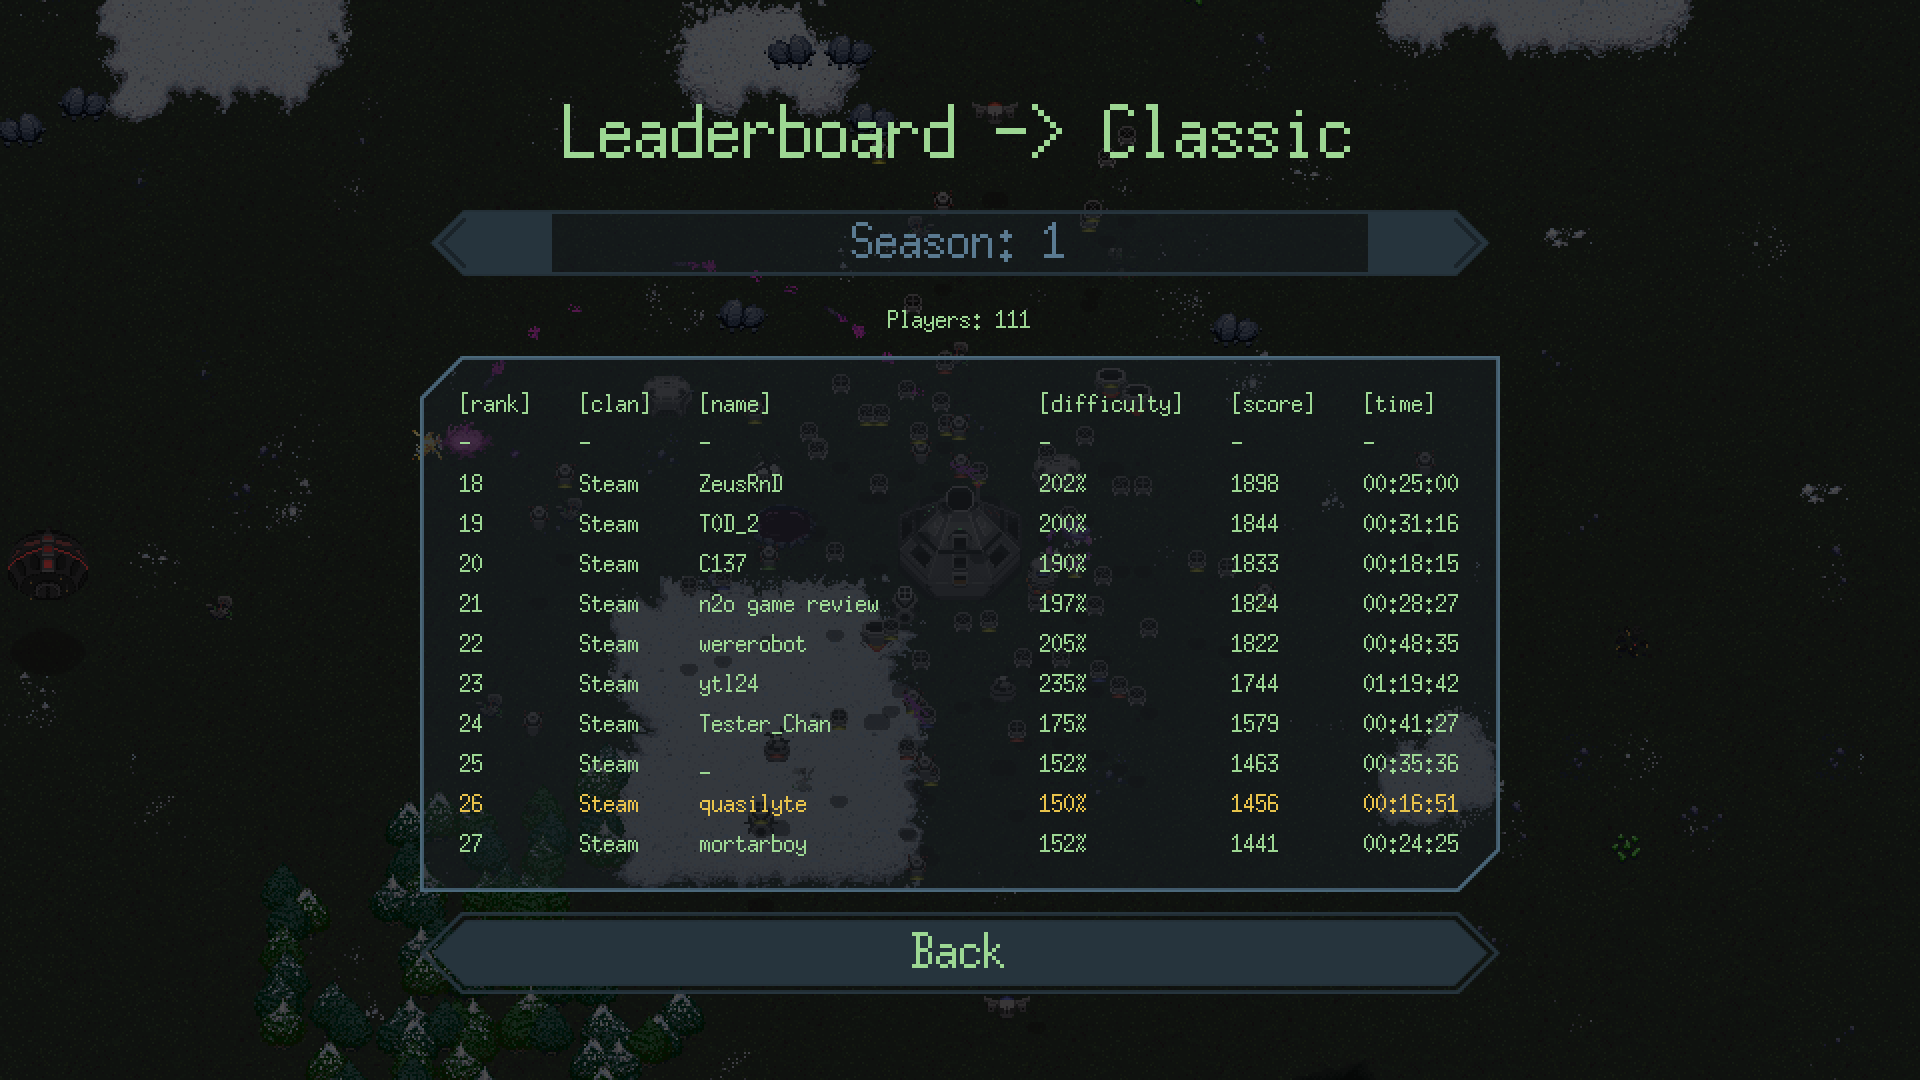 Leaderboard -> Classic
Season: 1
Players: 111
[rank] [clan] [name] [difficulty] [score] [time]
- - - - - -
18 Steam ZeusRnD 202% 1898 00:25:00
19 Steam TOD_2 200% 1844 00:31:16
20 Steam C137 190% 1833 00:18:15
21 Steam n2o game review 197% 1824 00:28:27
22 Steam wererobot 205% 1822 00:48:35
23 Steam ytl24 235% 1744 01:19:42
24 Steam Tester_Chan 175% 1579 00:41:27
25 Steam _ 152% 1463 00:35:36
26 Steam quasilyte 150% 1456 00:16:51
27 Steam mortarboy 152% 1441 00:24:25
Back